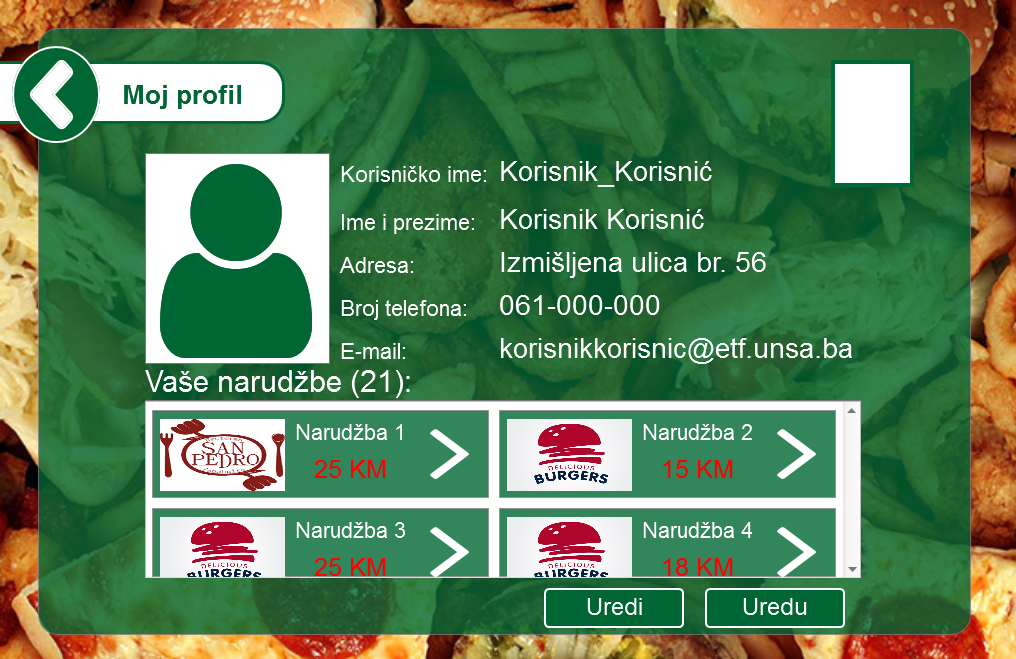 Moj profil
Korisničko ime: Korisnik_Korisnić
Ime i prezime: Korisnik Korisnić
Adresa: Izmišljena ulica br. 56
Broj telefona: 061-000-000
E-mail: korisnikkorisnic@etf.unsa.ba
Vaše narudžbe (21):
SAN PEDRO
Narudžba 1
25 KM
DELICIOUS
BURGERS
Narudžba 2
15 KM
DELICIOUS
BURGERS
Narudžba 3
25 KM
DELICIOUS
BURGERS
Narudžba 4
18 KM
Uredi
Uredu